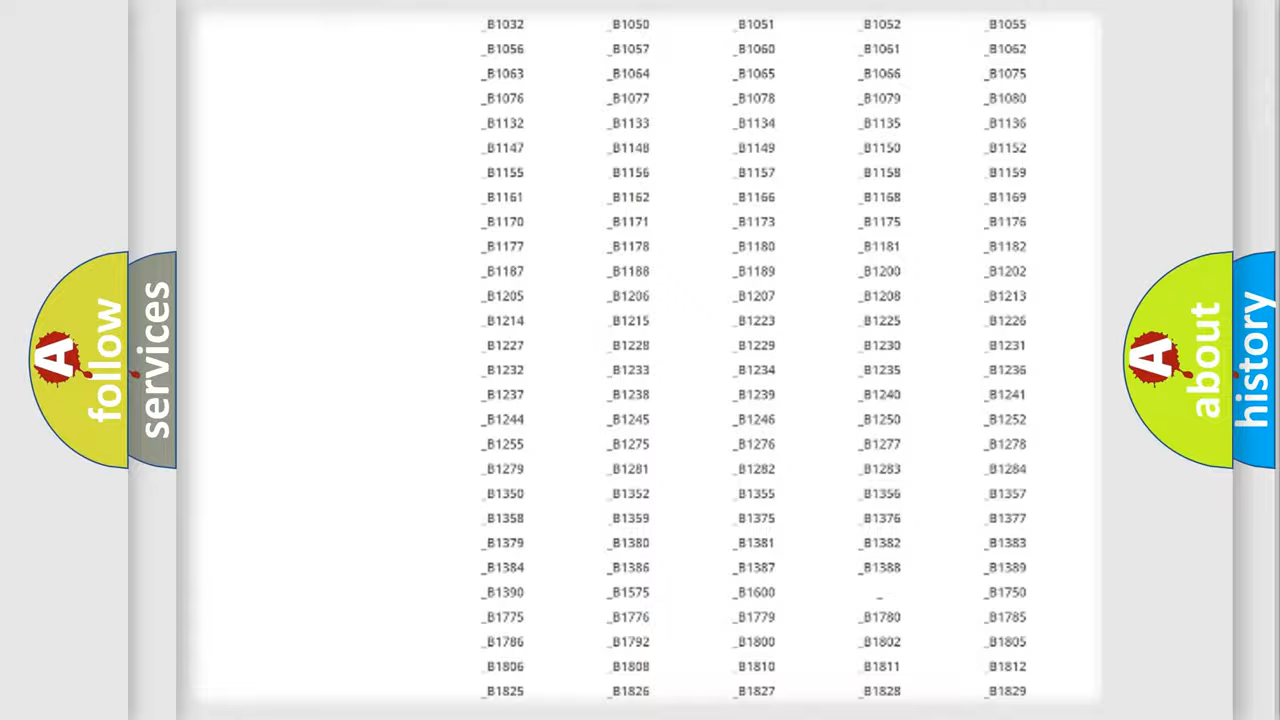 _B1032 _B1050 _B1051 _B1052 _B1055
_B1056 _B1057 _B1060 _B1061 _B1062
_B1063 _B1064 _B1065 _B1066 _B1075
_B1076 _B1077 _B1078 _B1079 _B1080
_B1132 _B1133 _B1134 _B1135 _B1136
_B1147 _B1148 _B1149 _B1150 _B1152
_B1155 _B1156 _B1157 _B1158 _B1159
_B1161 _B1162 _B1166 _B1168 _B1169
_B1170 _B1171 _B1173 _B1175 _B1176
_B1177 _B1178 _B1180 _B1181 _B1182
_B1187 _B1188 _B1189 _B1200 _B1202
_B1205 _B1206 _B1207 _B1208 _B1213
_B1214 _B1215 _B1223 _B1225 _B1226
_B1227 _B1228 _B1229 _B1230 _B1231
_B1232 _B1233 _B1234 _B1235 _B1236
_B1237 _B1238 _B1239 _B1240 _B1241
_B1244 _B1245 _B1246 _B1250 _B1252
_B1255 _B1275 _B1276 _B1277 _B1278
_B1279 _B1281 _B1282 _B1283 _B1284
_B1350 _B1352 _B1355 _B1356 _B1357
_B1358 _B1359 _B1375 _B1376 _B1377
_B1379 _B1380 _B1381 _B1382 _B1383
_B1384 _B1386 _B1387 _B1388 _B1389
_B1390 _B1575 _B1600 _ _B1750
_B1775 _B1776 _B1779 _B1780 _B1785
_B1786 _B1792 _B1800 _B1802 _B1805
_B1806 _B1808 _B1810 _B1811 _B1812
_B1825 _B1826 _B1827 _B1828 _B1829
A
follow
services
A
about
history